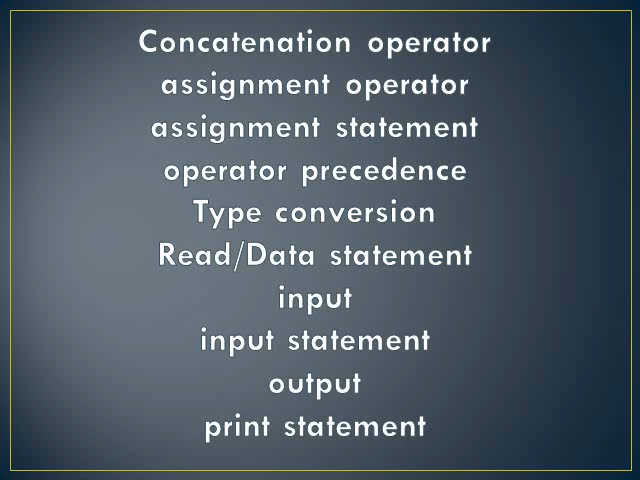 Concatenation operator
assignment operator
assignment statement
operator precedence
Type conversion
Read/Data statement
input
input statement
output
print statement